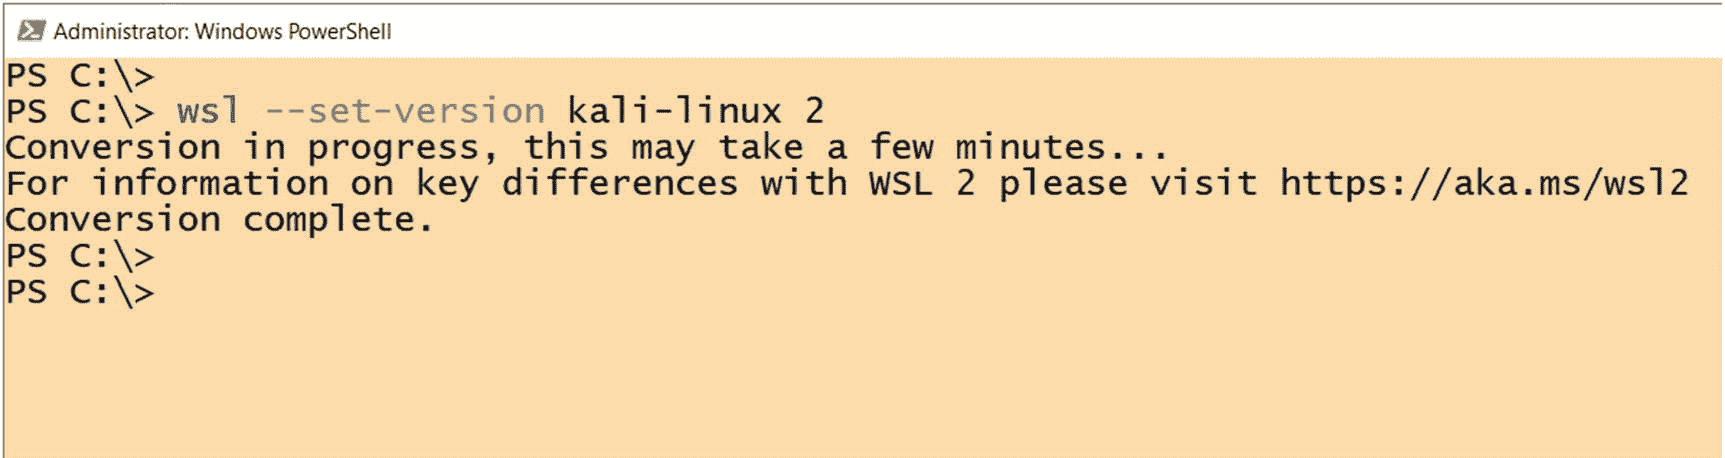 Administrator: Windows PowerShell
PS C:\>
PS C:\> wsl --set-version kali-linux 2
Conversion in progress, this may take a few minutes...
For information on key differences with WSL 2 please visit https://aka.ms/wsl2
Conversion complete.
PS C:\>
PS C:\>